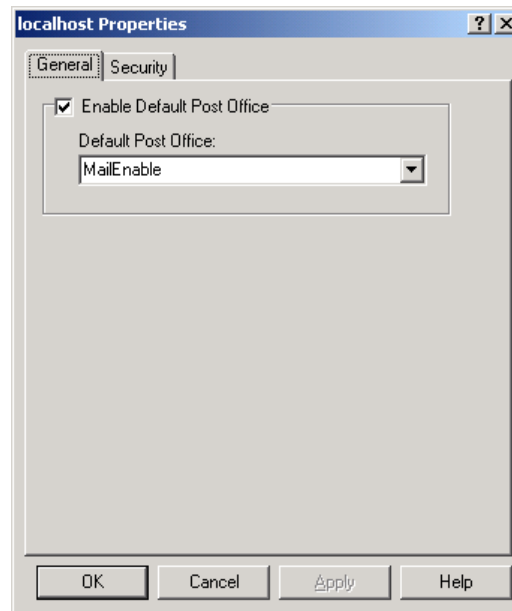 localhost Properties
General Security
Enable Default Post Office
Default Post Office:
MailEnable
OK Cancel Apply Help